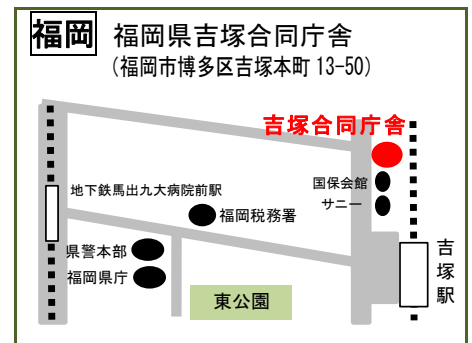 福岡 福岡県吉塚合同庁舎
（福岡市博多区吉塚本町 13-50）
吉塚合同庁舎
国保会館
サニー
地下鉄馬出九大病院前駅
福岡税務署
県警本部
福岡県庁
東公園
吉塚駅